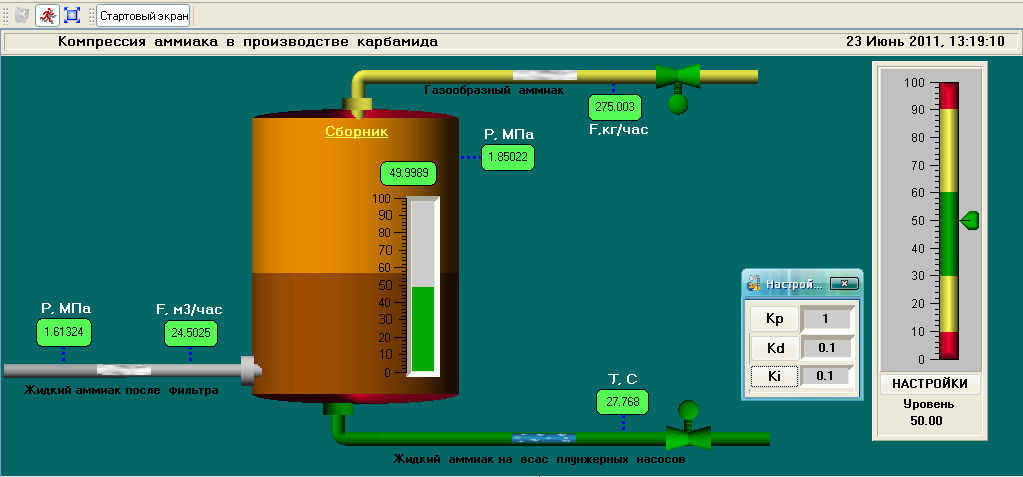 Стартовый экран
Компрессия аммиака в производстве карбамида
23 Июнь 2011, 13:19:10
Газообразный аммиак
275.003
F,кг/час
Сборник
P, МПа
1.85022
49.9989
100
90
80
70
60
50
40
30
20
10
0
P, МПа
1.61324
F, м3/час
24.5025
Жидкий аммиак после фильтра
T, C
27.768
Жидкий аммиак на всас плунжерных насосов
Настрой...
Kp
1
Kd
0.1
Ki
0.1
100
90
80
70
60
50
40
30
20
10
0
НАСТРОЙКИ
Уровень
50.00